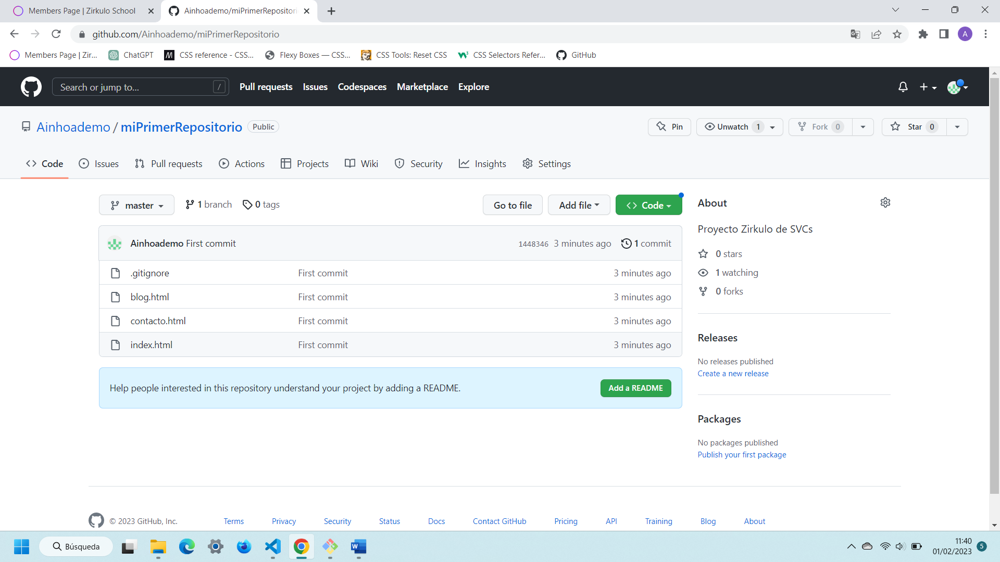 Members Page | Zirkulo School
Ainhoademo/miPrimerRepositori
github.com/Ainhoademo/miPrimerRepositorio
A
Members Page | Zir...
ChatGPT
CSS reference - CSS...
Flexy Boxes — CSS...
CSS Tools: Reset CSS
CSS Selectors Refer...
GitHub
Search or jump to... /
Pull requests
Issues
Codespaces
Marketplace
Explore
Ainhoademo / miPrimerRepositorio Public
Pin
Unwatch 1
Fork 0
Star 0
Code
Issues
Pull requests
Actions
Projects
Wiki
Security
Insights
Settings
master
1 branch
0 tags
Go to file
Add file
Code
Ainhoademo First commit 1448346 3 minutes ago 1 commit
.gitignore First commit 3 minutes ago
blog.html First commit 3 minutes ago
contacto.html First commit 3 minutes ago
index.html First commit 3 minutes ago
Help people interested in this repository understand your project by adding a README.
Add a README
About
Proyecto Zirkulo de SVCs
0 stars
1 watching
0 forks
Releases
No releases published
Create a new release
Packages
No packages published
Publish your first package
© 2023 GitHub, Inc.
Terms
Privacy
Security
Status
Docs
Contact GitHub
Pricing
API
Training
Blog
About
Búsqueda
W
11:40
01/02/2023
5